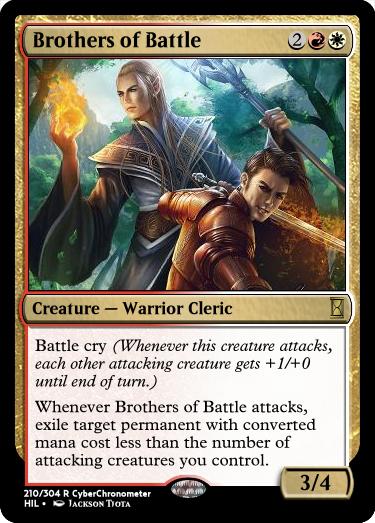 Brothers of Battle 2
Creature — Warrior Cleric
Battle cry (Whenever this creature attacks,
each other attacking creature gets +1/+0
until end of turn.)
Whenever Brothers of Battle attacks,
exile target permanent with converted
mana cost less than the number of
attacking creatures you control.
3/4
210/304 R CyberChronometer
HIL • Jackson Tjota